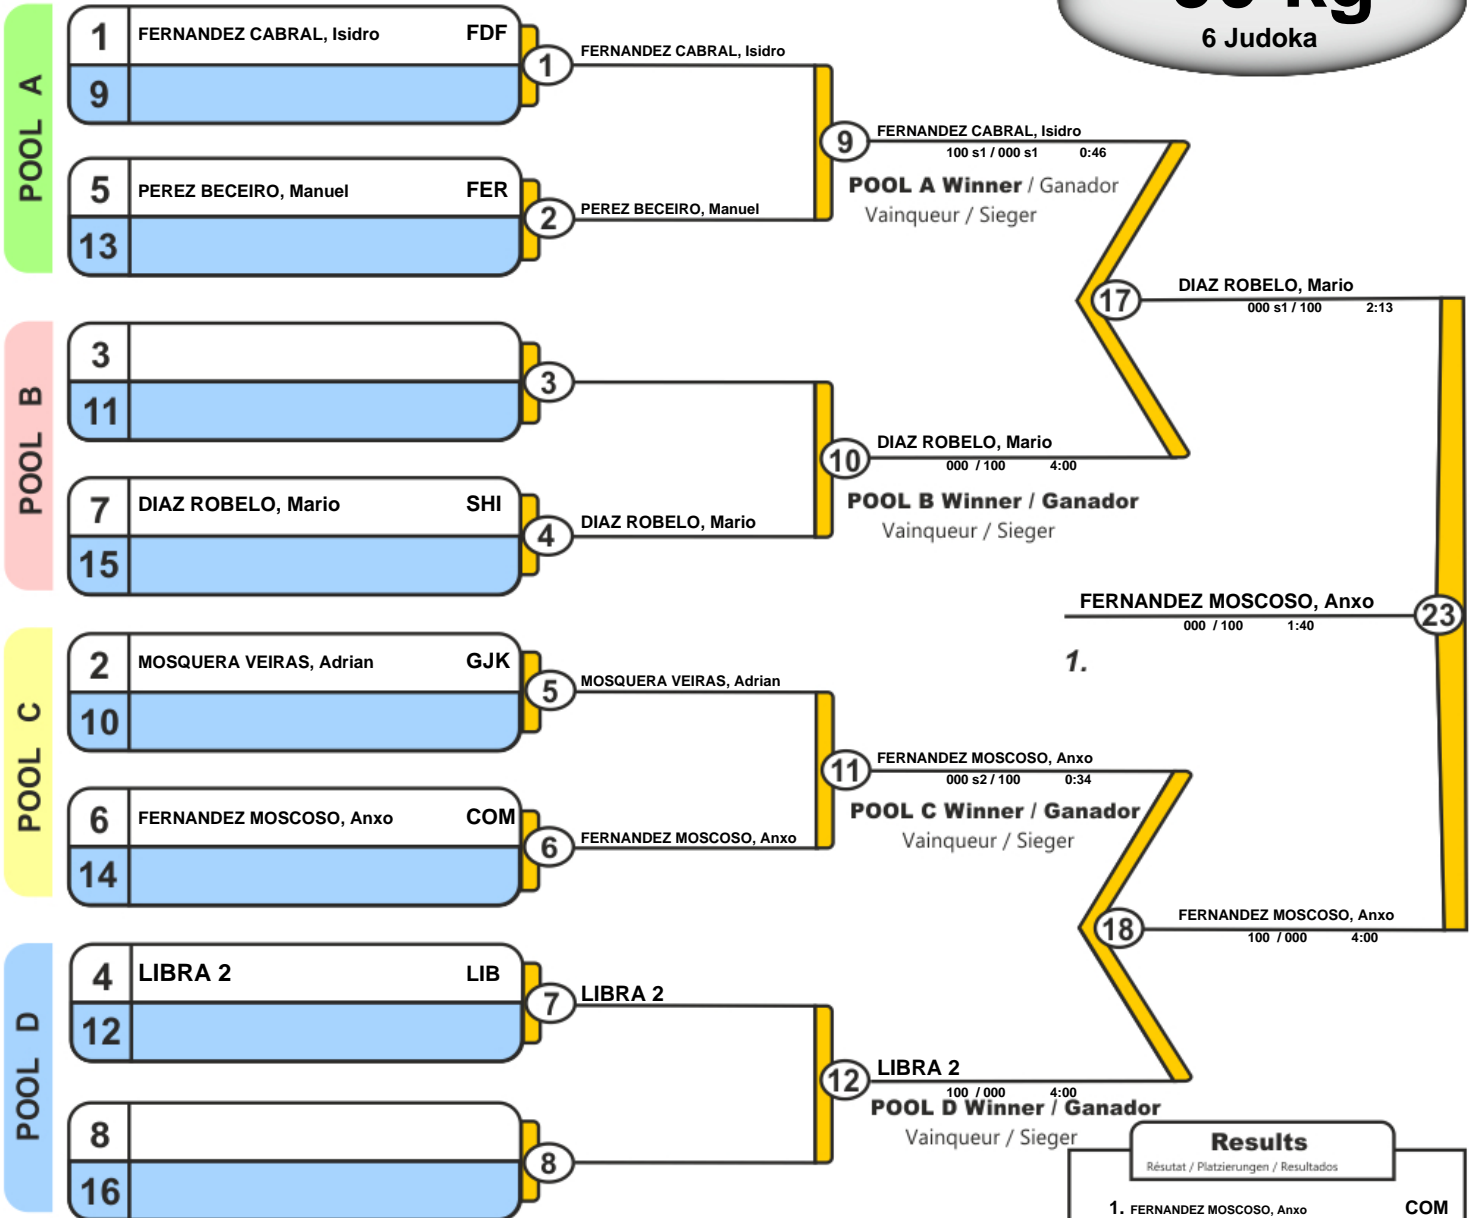 6 Judoka
POOL A
1 FERNANDEZ CABRAL, Isidro FDF
9
1 FERNANDEZ CABRAL, Isidro
5 PEREZ BECEIRO, Manuel FER
13
2 PEREZ BECEIRO, Manuel
9 FERNANDEZ CABRAL, Isidro
100 s1 / 000 s1 0:46
POOL A Winner / Ganador
Vainqueur / Sieger
POOL B
3
11
3
7 DIAZ ROBELO, Mario SHI
15
4 DIAZ ROBELO, Mario
10 DIAZ ROBELO, Mario
000 / 100 4:00
POOL B Winner / Ganador
Vainqueur / Sieger
17 DIAZ ROBELO, Mario
000 s1 / 100 2:13
FERNANDEZ MOSCOSO, Anxo 23
000 / 100 1:40
1.
POOL C
2 MOSQUERA VEIRAS, Adrian GJK
10
5 MOSQUERA VEIRAS, Adrian
6 FERNANDEZ MOSCOSO, Anxo COM
14
6 FERNANDEZ MOSCOSO, Anxo
11 FERNANDEZ MOSCOSO, Anxo
000 s2 / 100 0:34
POOL C Winner / Ganador
Vainqueur / Sieger
18 FERNANDEZ MOSCOSO, Anxo
100 / 000 4:00
POOL D
4 LIBRA 2 LIB
12
7 LIBRA 2
8
16
8
12 LIBRA 2
100 / 000 4:00
POOL D Winner / Ganador
Vainqueur / Sieger
Results
Résutat / Platzierungen / Resultados
1. FERNANDEZ MOSCOSO, Anxo COM